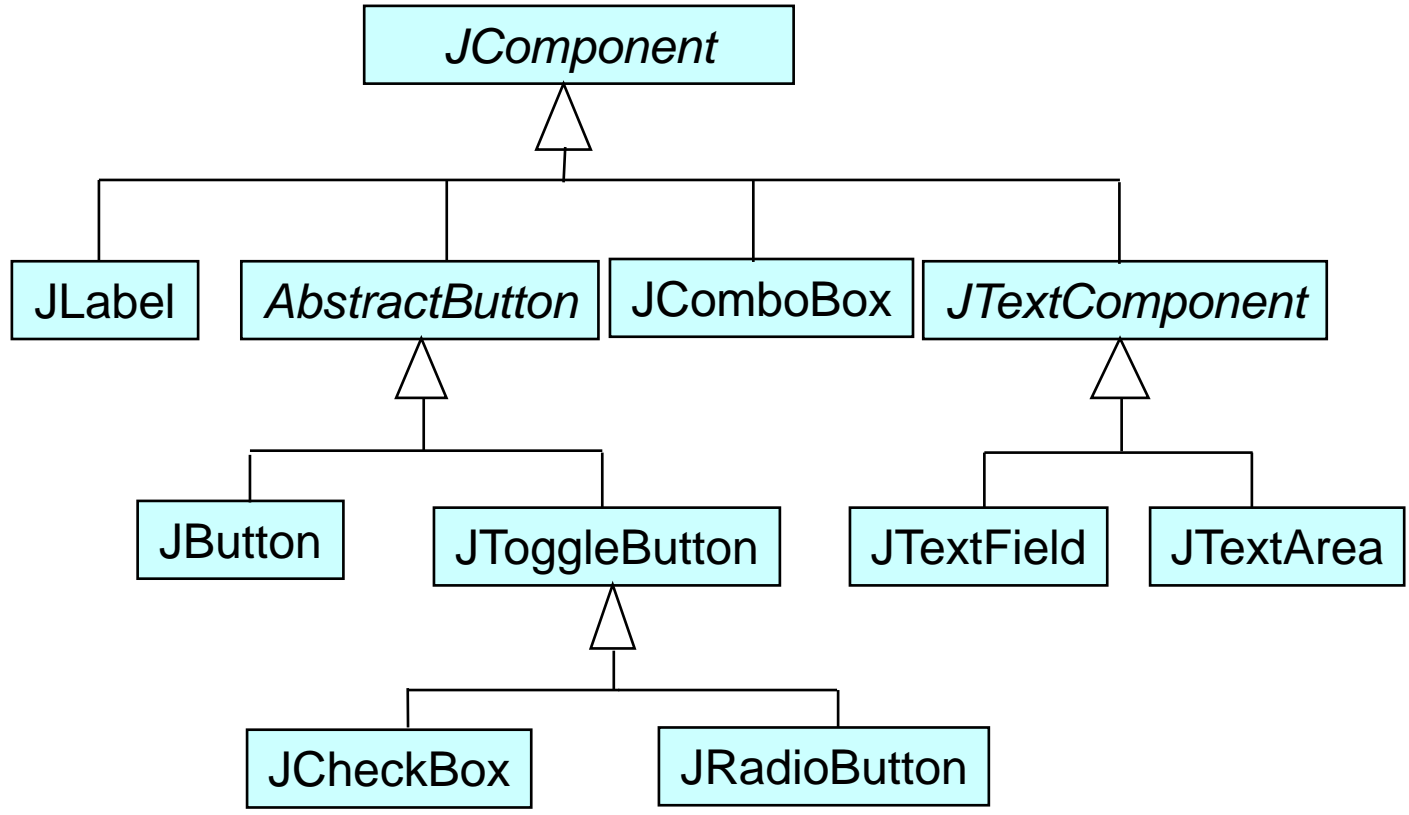 JComponent
JLabel
AbstractButton
JComboBox
JTextComponent
JButton
JToggleButton
JTextField
JTextArea
JCheckBox
JRadioButton